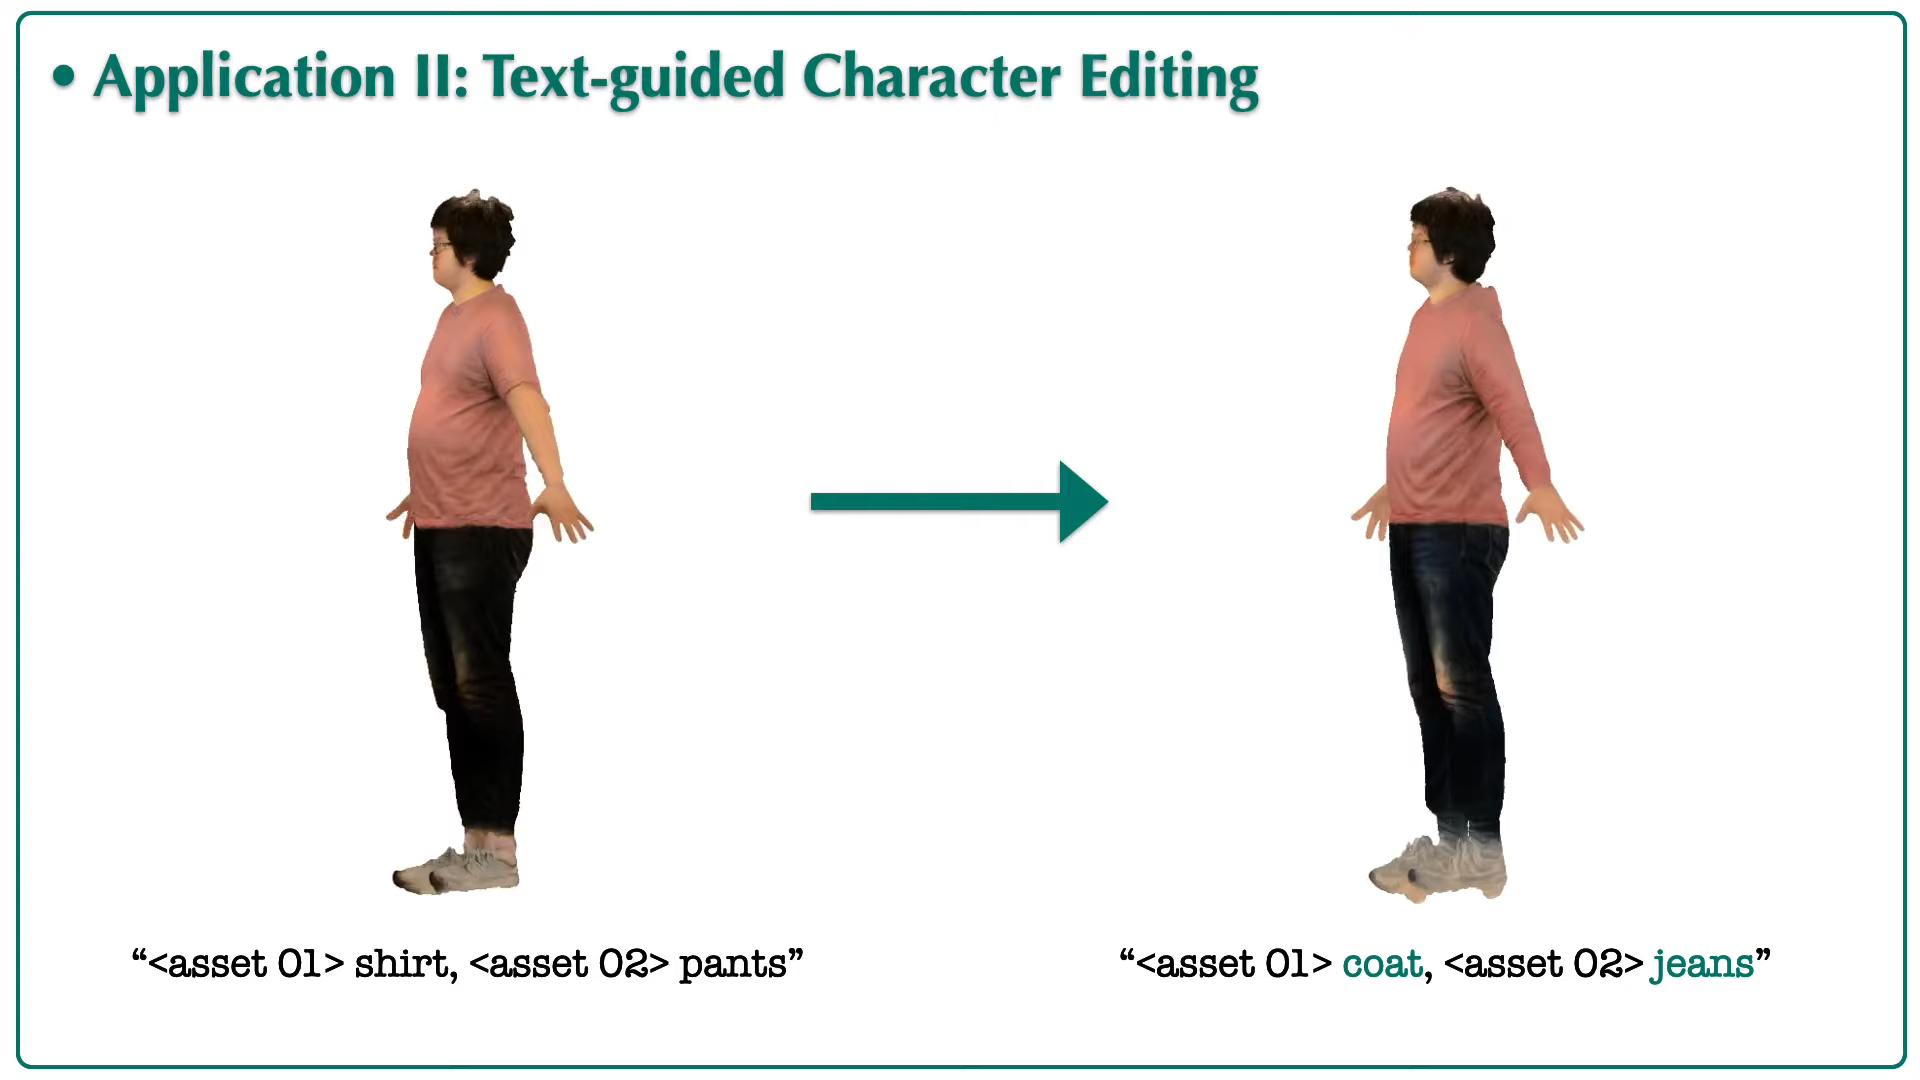 • Application II: Text-guided Character Editing
“<asset 01> shirt, <asset 02> pants”
“<asset 01> coat, <asset 02> jeans”